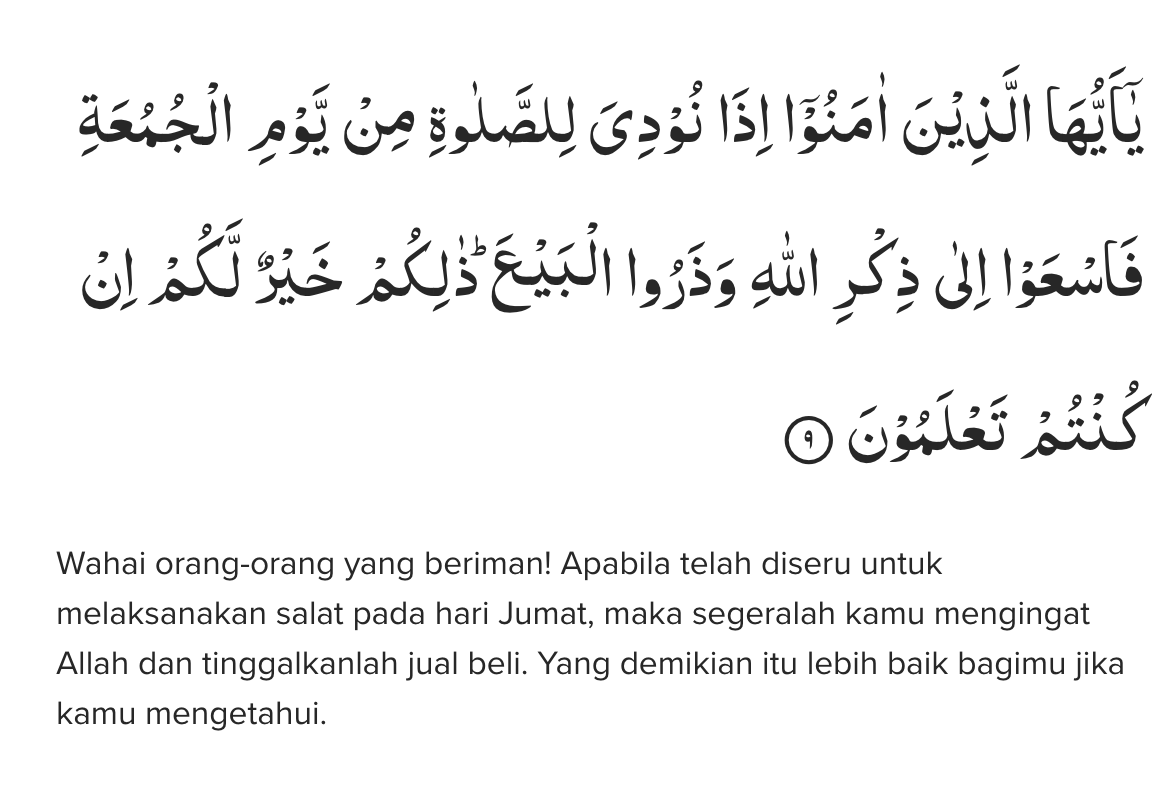 يٰٓاَيُّهَا الَّذِيْنَ اٰمَنُوْٓا اِذَا نُوْدِيَ لِلصَّلٰوةِ مِنْ يَّوْمِ الْجُمُعَةِ
فَاسْعَوْا اِلٰى ذِكْرِ اللّٰهِ وَذَرُوا الْبَيْعَۗ ذٰلِكُمْ خَيْرٌ لَّكُمْ اِنْ
كُنْتُمْ تَعْلَمُوْنَ ٩
Wahai orang-orang yang beriman! Apabila telah diseru untuk
melaksanakan salat pada hari Jumat, maka segeralah kamu mengingat
Allah dan tinggalkanlah jual beli. Yang demikian itu lebih baik bagimu jika
kamu mengetahui.